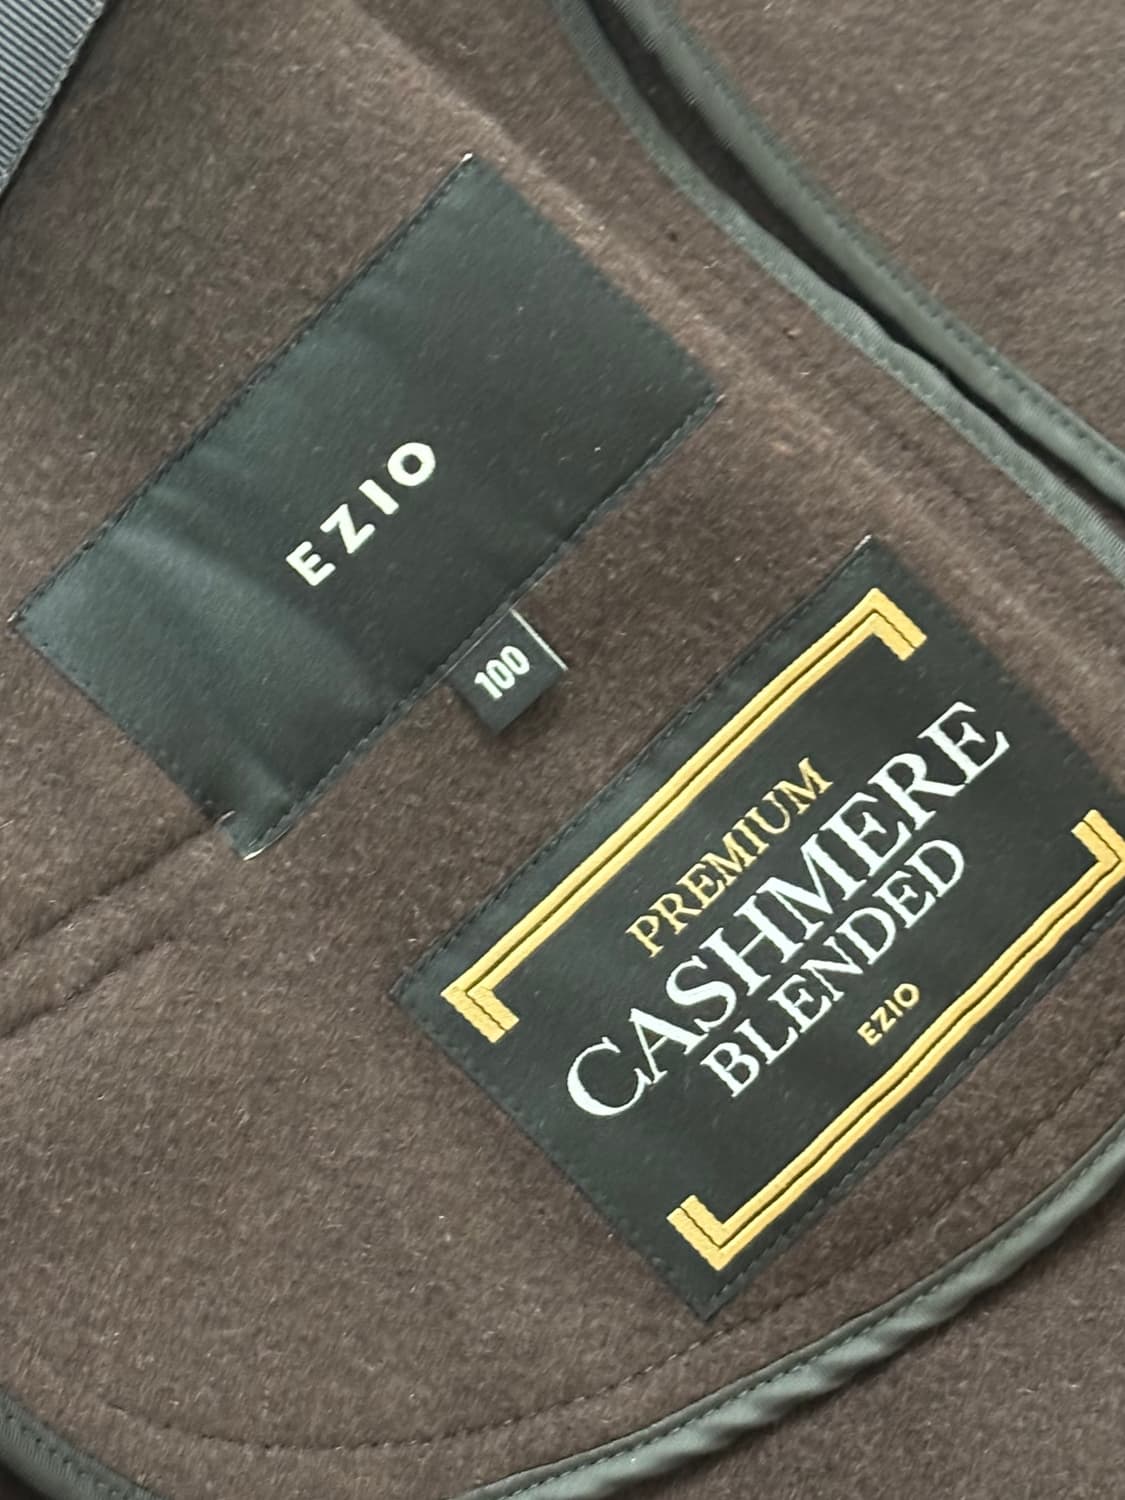 EZIO
100
PREMIUM
CASHMERE
BLENDED
EZIO